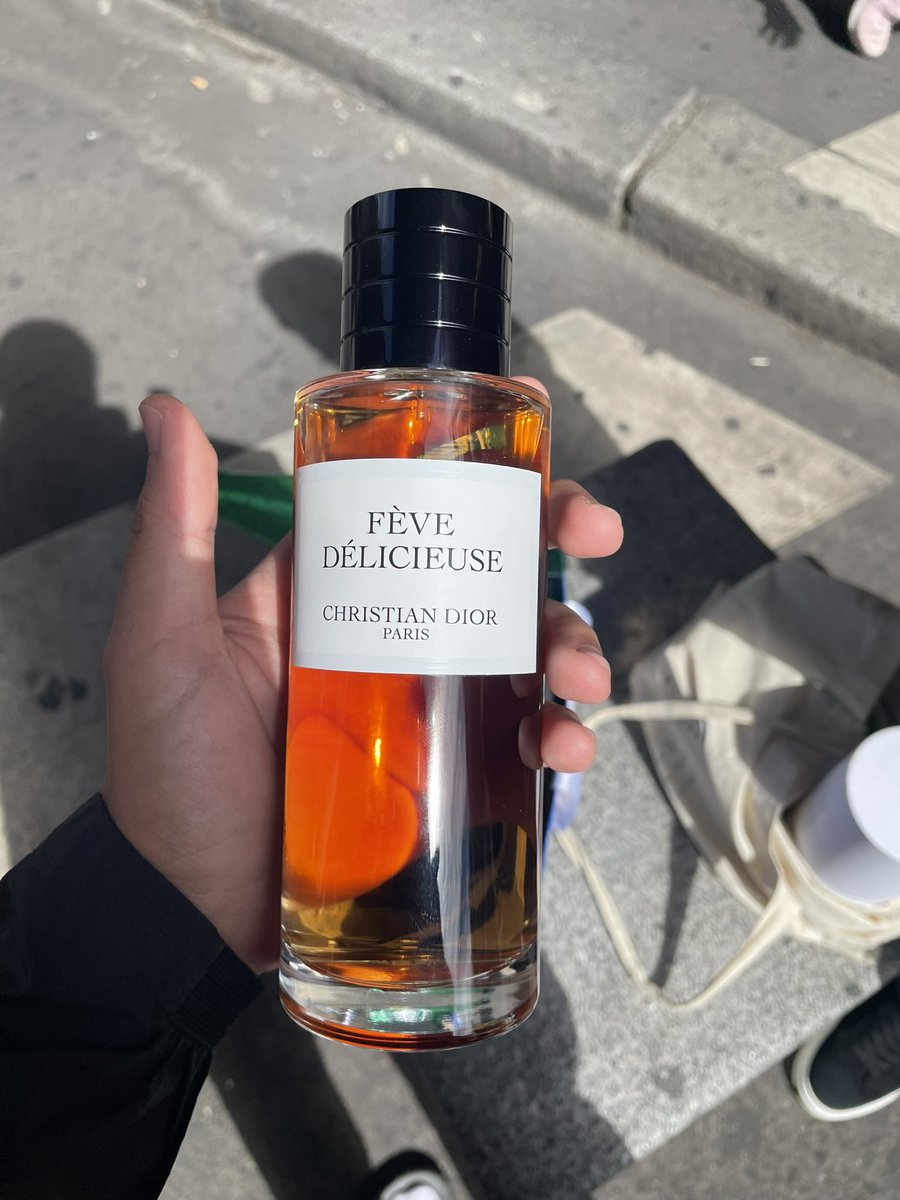 FÈVE
DÉLICIEUSE
CHRISTIAN DIOR
PARIS